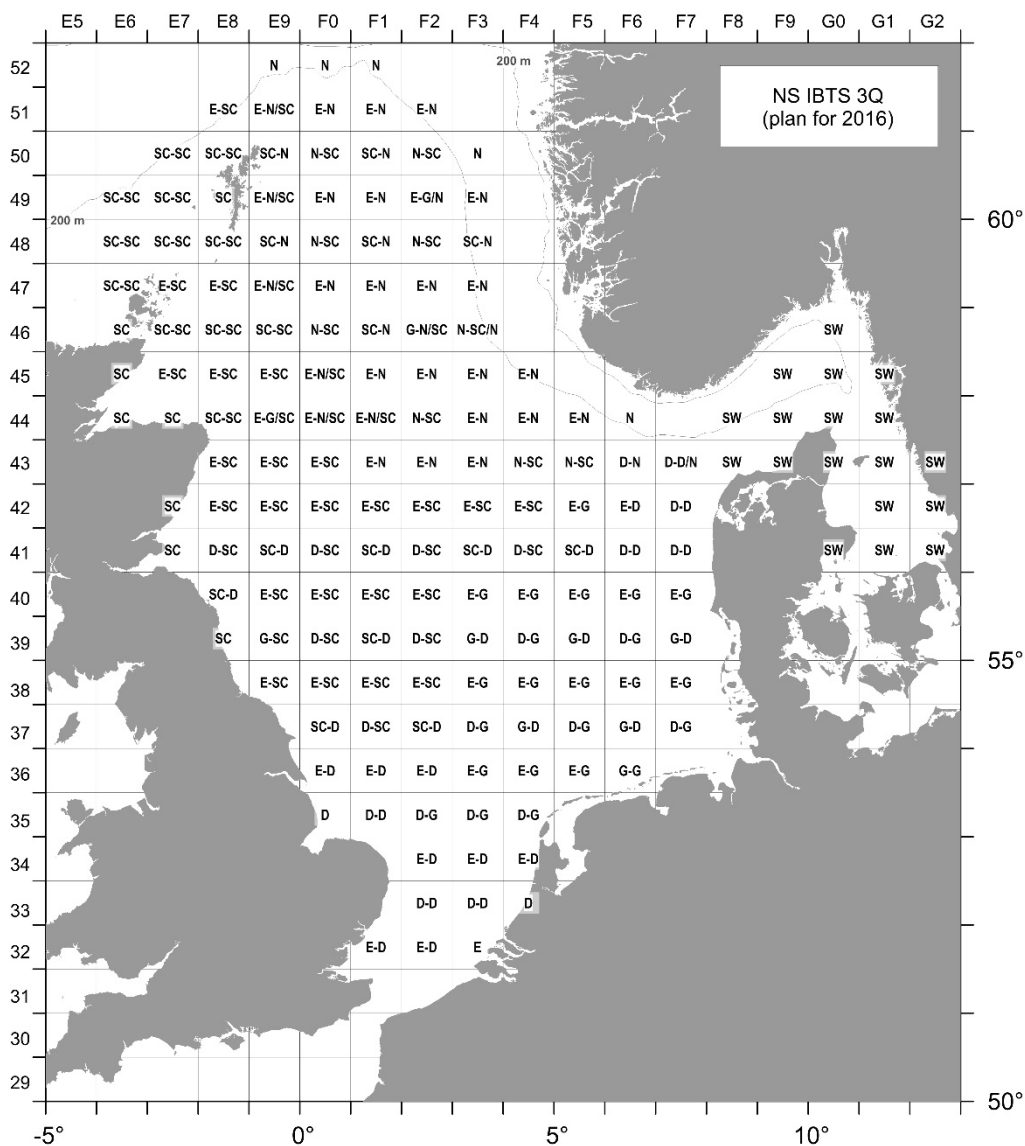 E5 E6 E7 E8 E9 F0 F1 F2 F3 F4 F5 F6 F7 F8 F9 G0 G1 G2
52 N N N 200 m
NS IBTS 3Q
(plan for 2016)
51 E-SC E-N/SC E-N E-N E-N
50 SC-SC SC-SC SC-N N-SC SC-N N-SC N
49 SC-SC SC-SC SC E-N/SC E-N E-N E-G/N E-N
200 m 60°
48 SC-SC SC-SC SC-SC SC-N N-SC SC-N N-SC SC-N
47 SC-SC E-SC E-SC E-N/SC E-N E-N E-N E-N
46 SC SC-SC SC-SC SC-SC N-SC SC-N G-N/SC N-SC/N SW
45 SC E-SC E-SC E-SC E-N/SC E-N E-N E-N E-N SW SW SW
44 SC SC SC-SC E-G/SC E-N/SC E-N/SC N-SC E-N E-N E-N N SW SW SW SW
43 E-SC E-SC E-SC E-N E-N E-N N-SC N-SC D-N D-D/N SW SW SW SW SW
42 SC E-SC E-SC E-SC E-SC E-SC E-SC E-SC E-G E-D D-D SW SW
41 SC D-SC SC-D D-SC SC-D D-SC SC-D D-SC SC-D D-D D-D SW SW SW
40 SC-D E-SC E-SC E-SC E-SC E-G E-G E-G E-G E-G
39 SC G-SC D-SC SC-D D-SC G-D D-G G-D D-G G-D
55°
38 E-SC E-SC E-SC E-SC E-G E-G E-G E-G E-G
37 SC-D D-SC SC-D D-G G-D D-G G-D D-G
36 E-D E-D E-D E-G E-G E-G G-G
35 D D-D D-G D-G D-G
34 E-D E-D E-D
33 D-D D-D D
32 E-D E-D E
31
30
29
50°
-5° 0° 5° 10°